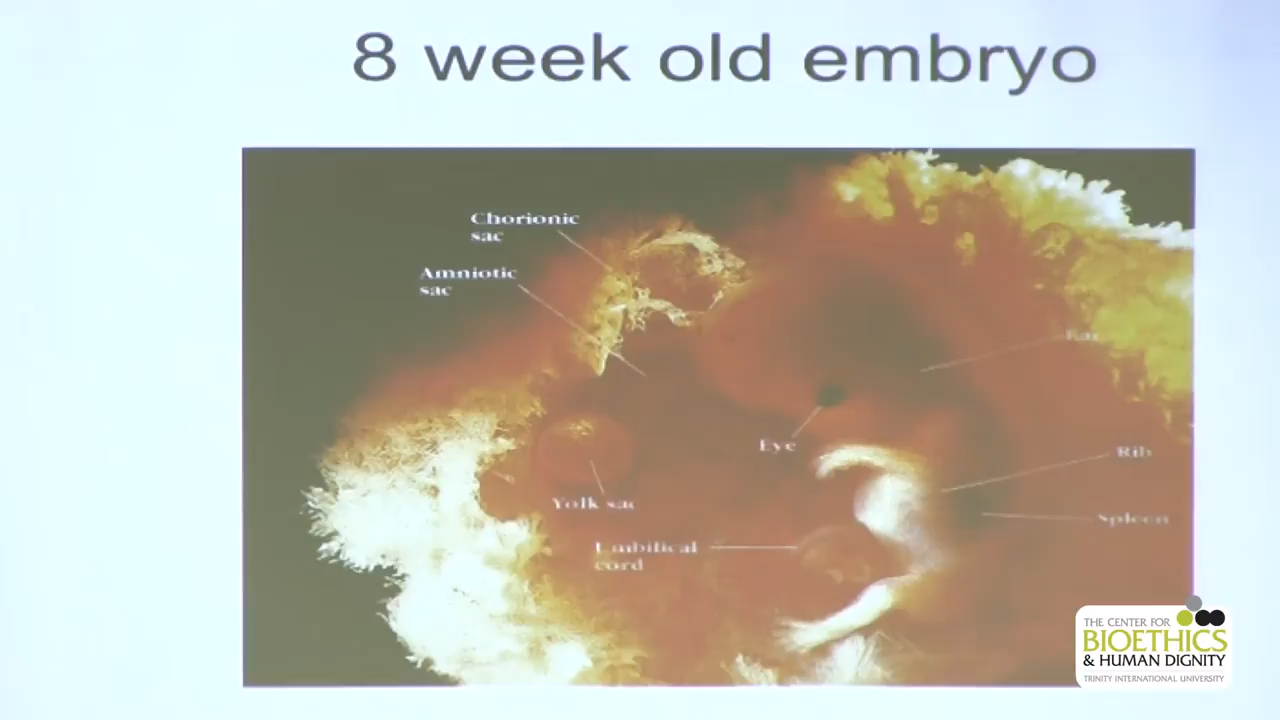 8 week old embryo
Chorionic
sac
Amniotic
sac
Ear
Eye
Rib
Yolk sac
Spleen
Umbilical
cord
THE CENTER FOR
BIOETHICS
& HUMAN DIGNITY
TRINITY INTERNATIONAL UNIVERSITY